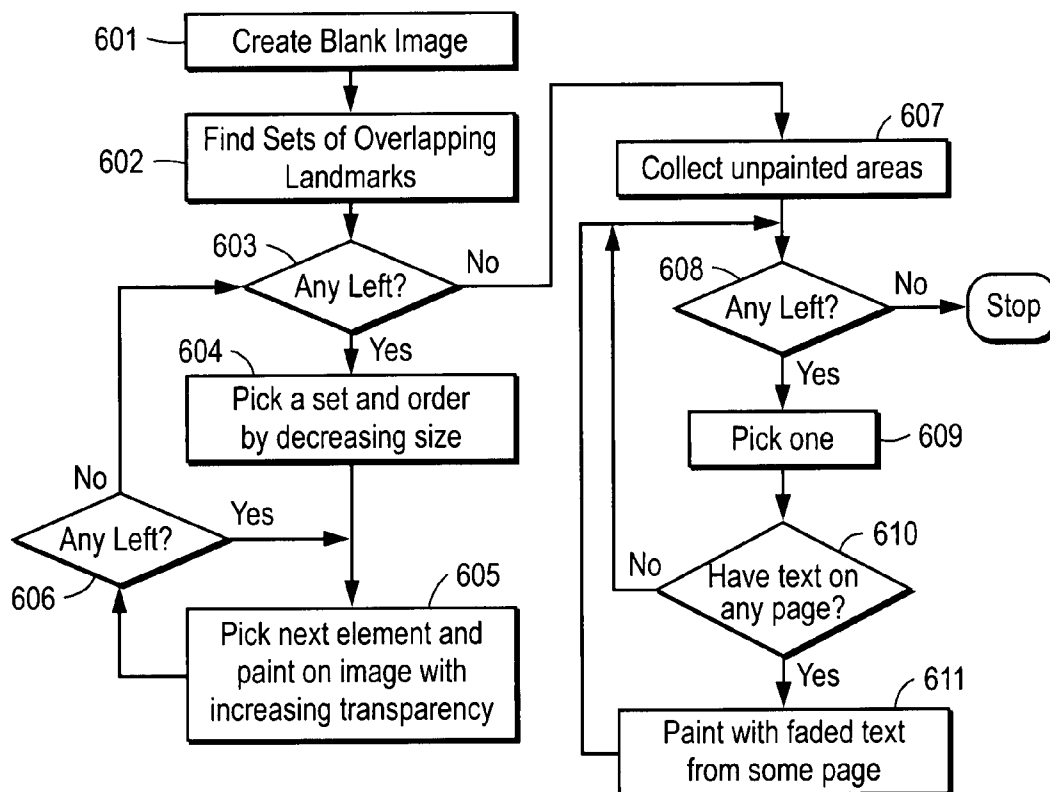 601
Create Blank Image
602
Find Sets of Overlapping
Landmarks
603
Any Left?
No
Yes
604
Pick a set and order
by decreasing size
No
Any Left?
Yes
606
605
Pick next element and
paint on image with
increasing transparency
607
Collect unpainted areas
608
Any Left?
No
Stop
Yes
Pick one
609
610
No
Have text on
any page?
Yes
611
Paint with faded text
from some page